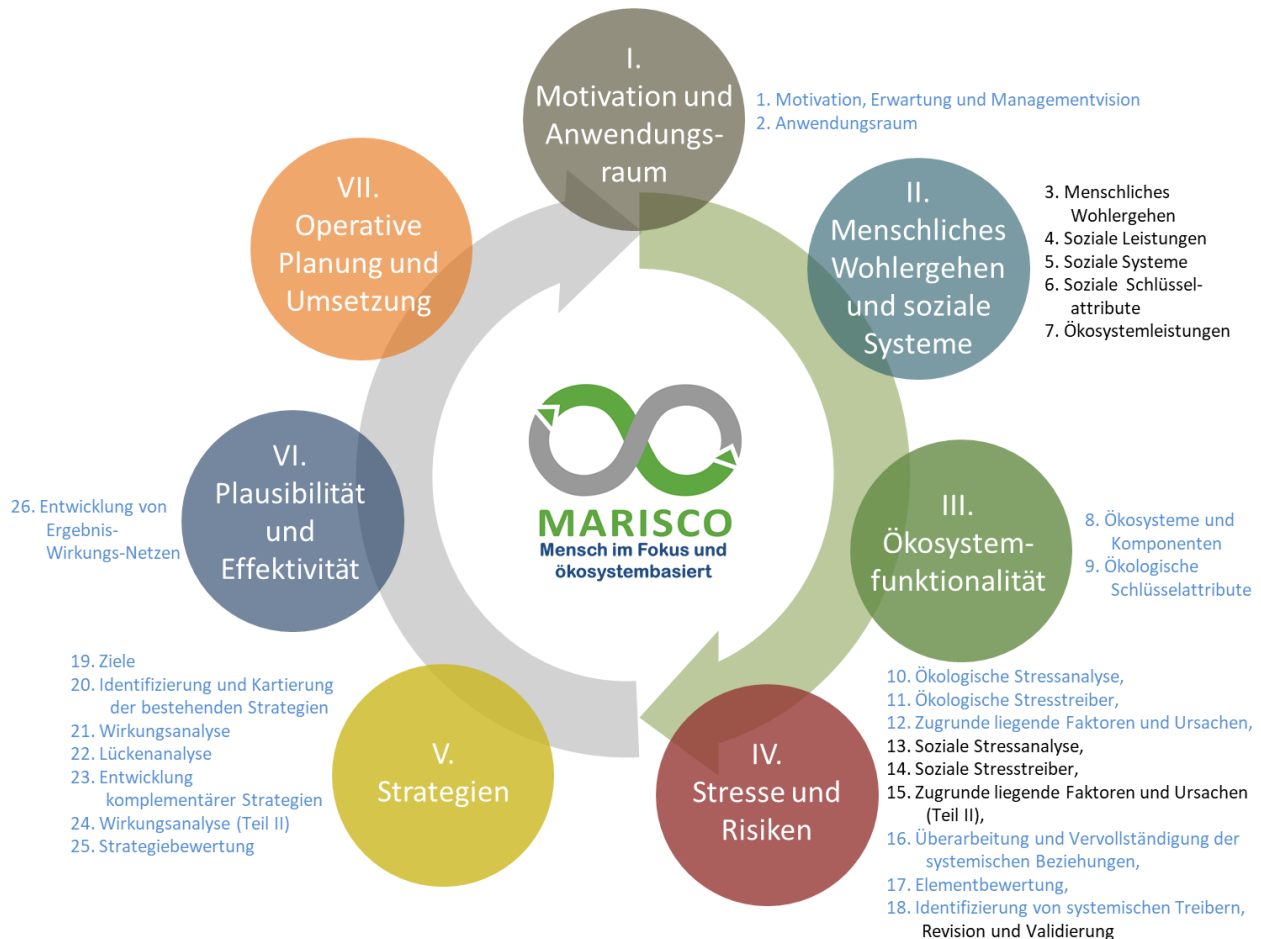 I.
Motivation und
Anwendungs-
raum
1. Motivation, Erwartung und Managementvision
2. Anwendungsraum
II.
Menschliches
Wohlergehen
und soziale
Systeme
3. Menschliches
Wohlergehen
4. Soziale Leistungen
5. Soziale Systeme
6. Soziale Schlüssel-
attribute
7. Ökosystemleistungen
III.
Ökosystem-
funktionalität
8. Ökosysteme und
Komponenten
9. Ökologische
Schlüsselattribute
IV.
Stresse und
Risiken
10. Ökologische Stressanalyse,
11. Ökologische Stresstreiber,
12. Zugrunde liegende Faktoren und Ursachen,
13. Soziale Stressanalyse,
14. Soziale Stresstreiber,
15. Zugrunde liegende Faktoren und Ursachen
(Teil II),
16. Überarbeitung und Vervollständigung der
systemischen Beziehungen,
17. Elementbewertung,
18. Identifizierung von systemischen Treibern,
Revision und Validierung
V.
Strategien
19. Ziele
20. Identifizierung und Kartierung
der bestehenden Strategien
21. Wirkungsanalyse
22. Lückenanalyse
23. Entwicklung
komplementärer Strategien
24. Wirkungsanalyse (Teil II)
25. Strategiebewertung
VI.
Plausibilität
und
Effektivität
26. Entwicklung von
Ergebnis-
Wirkungs-Netzen
VII.
Operative
Planung und
Umsetzung
MARISCO
Mensch im Fokus und
ökosystembasiert